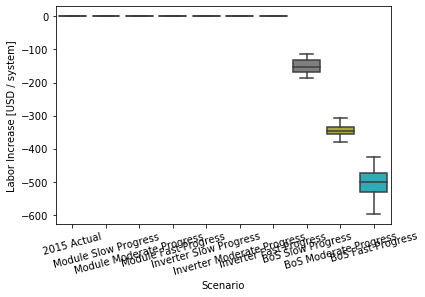 0
−100
−200
−300
−400
−500
−600
Labor Increase [USD / system]
2015 Actual
Module Slow Progress
Module Moderate Progress
Module Fast Progress
Inverter Slow Progress
Inverter Moderate Progress
Inverter Fast Progress
BoS Slow Progress
BoS Moderate Progress
BoS Fast Progress
Scenario